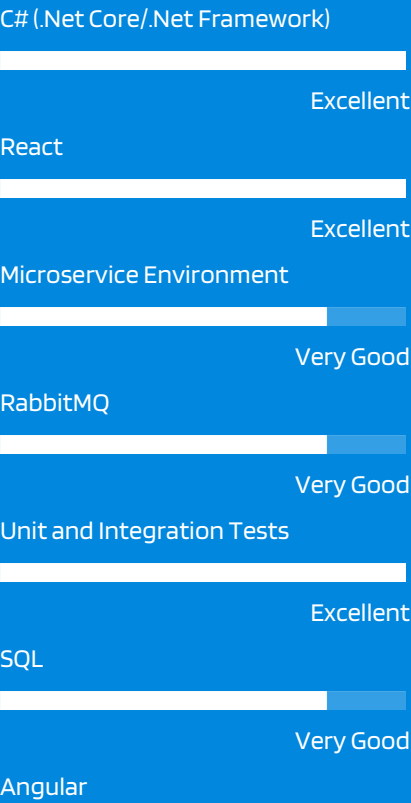 C# (.Net Core/.Net Framework)
Excellent
React
Excellent
Microservice Environment
Very Good
RabbitMQ
Very Good
Unit and Integration Tests
Excellent
SQL
Very Good
Angular